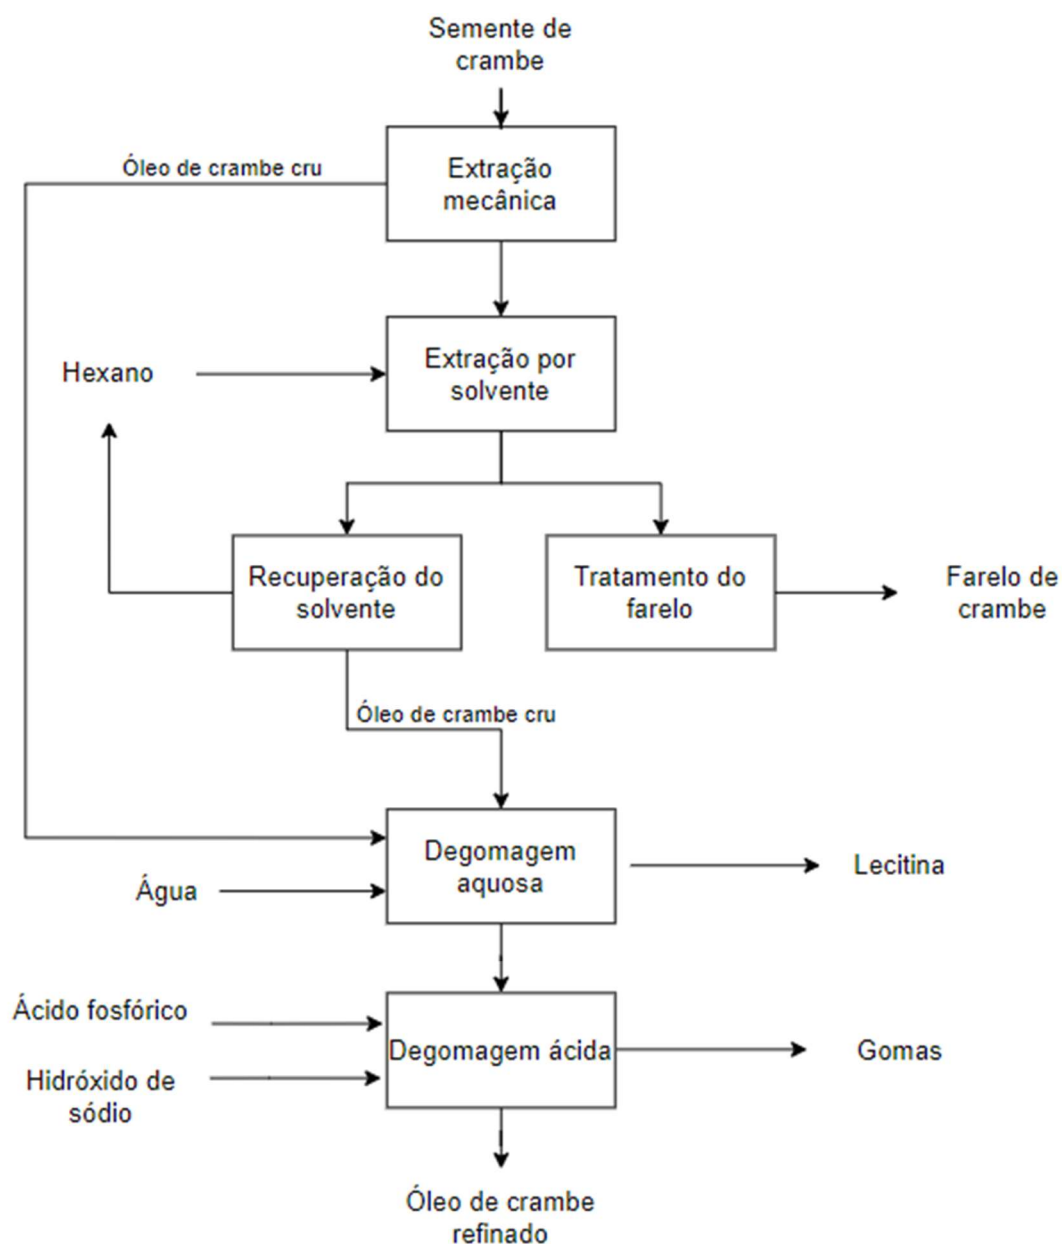 Semente de
crambe
Óleo de crambe cru
Extração
mecânica
Hexano
Extração por
solvente
Recuperação do
solvente
Tratamento do
farelo
Farelo de
crambe
Óleo de crambe cru
Degomagem
aquosa
Lecitina
Água
Ácido fosfórico
Degomagem ácida
Gomas
Hidróxido de
sódio
Óleo de crambe
refinado